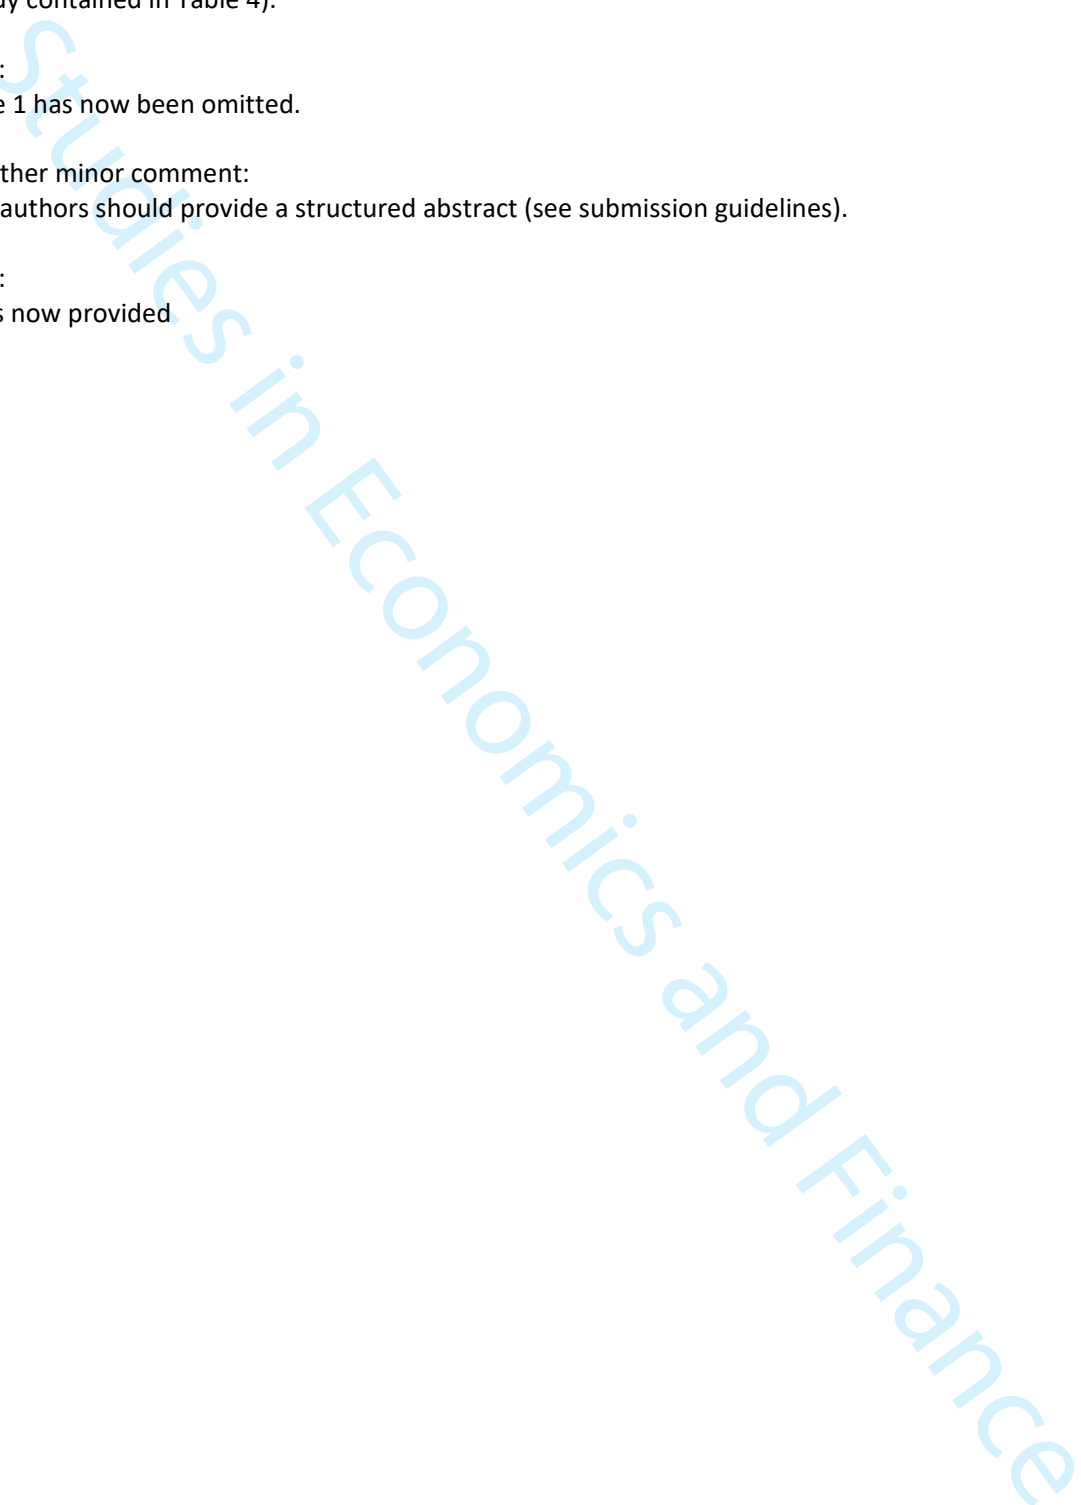 dy contained in Table 4).
:
e 1 has now been omitted.
ther minor comment:
authors should provide a structured abstract (see submission guidelines).
:
s now provided
Studies in Economics and Finance